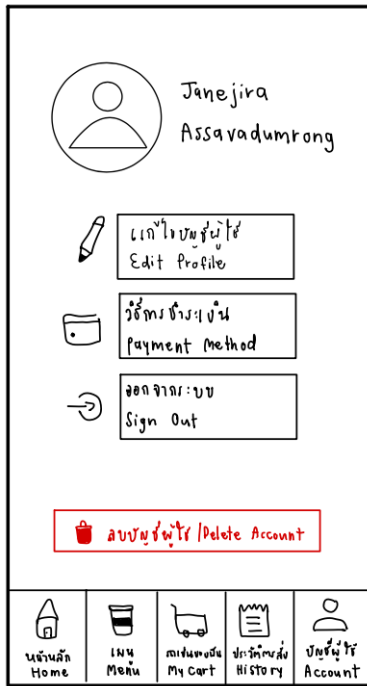 Janejira
Assavadumrong
แก้ไขบัญชีผู้ใช้
Edit Profile
วิธีการชำระเงิน
Payment Method
ออกจากระบบ
Sign Out
ลบบัญชีผู้ใช้ /Delete Account
หน้าหลัก
Home
เมนู
Menu
รถเข็นของฉัน
My Cart
ประวัติการสั่ง
History
บัญชีผู้ใช้
Account